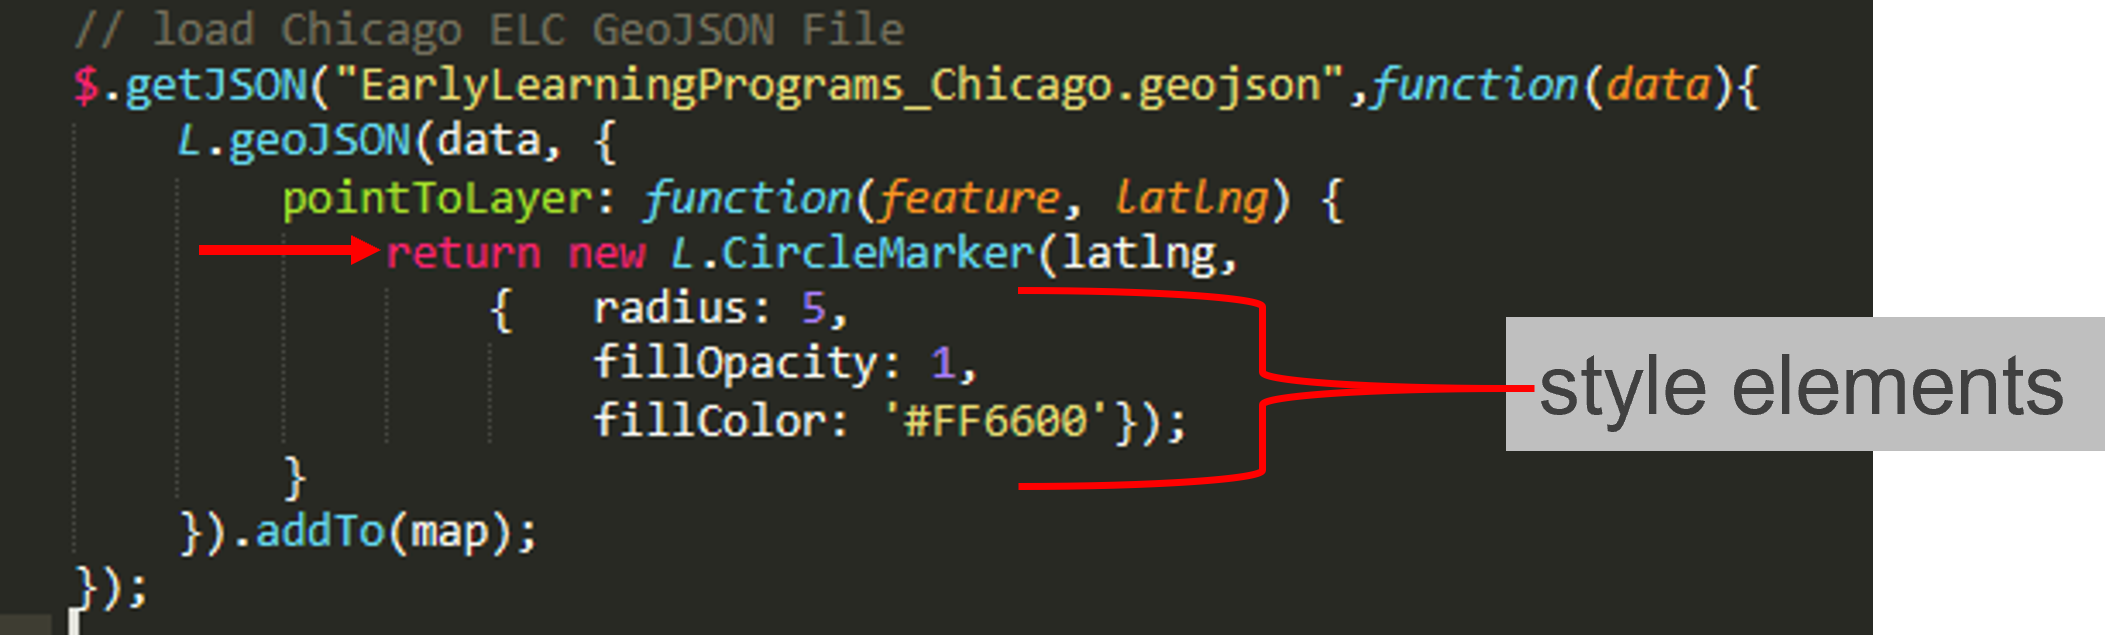 // load Chicago ELC GeoJSON File
$.getJSON("EarlyLearningPrograms_Chicago.geojson",function(data){
L.geoJSON(data, {
pointToLayer: function(feature, latlng) {
return new L.CircleMarker(latlng,
{ radius: 5,
fillOpacity: 1,
fillColor: '#FF6600'});
}
}).addTo(map);
});
style elements